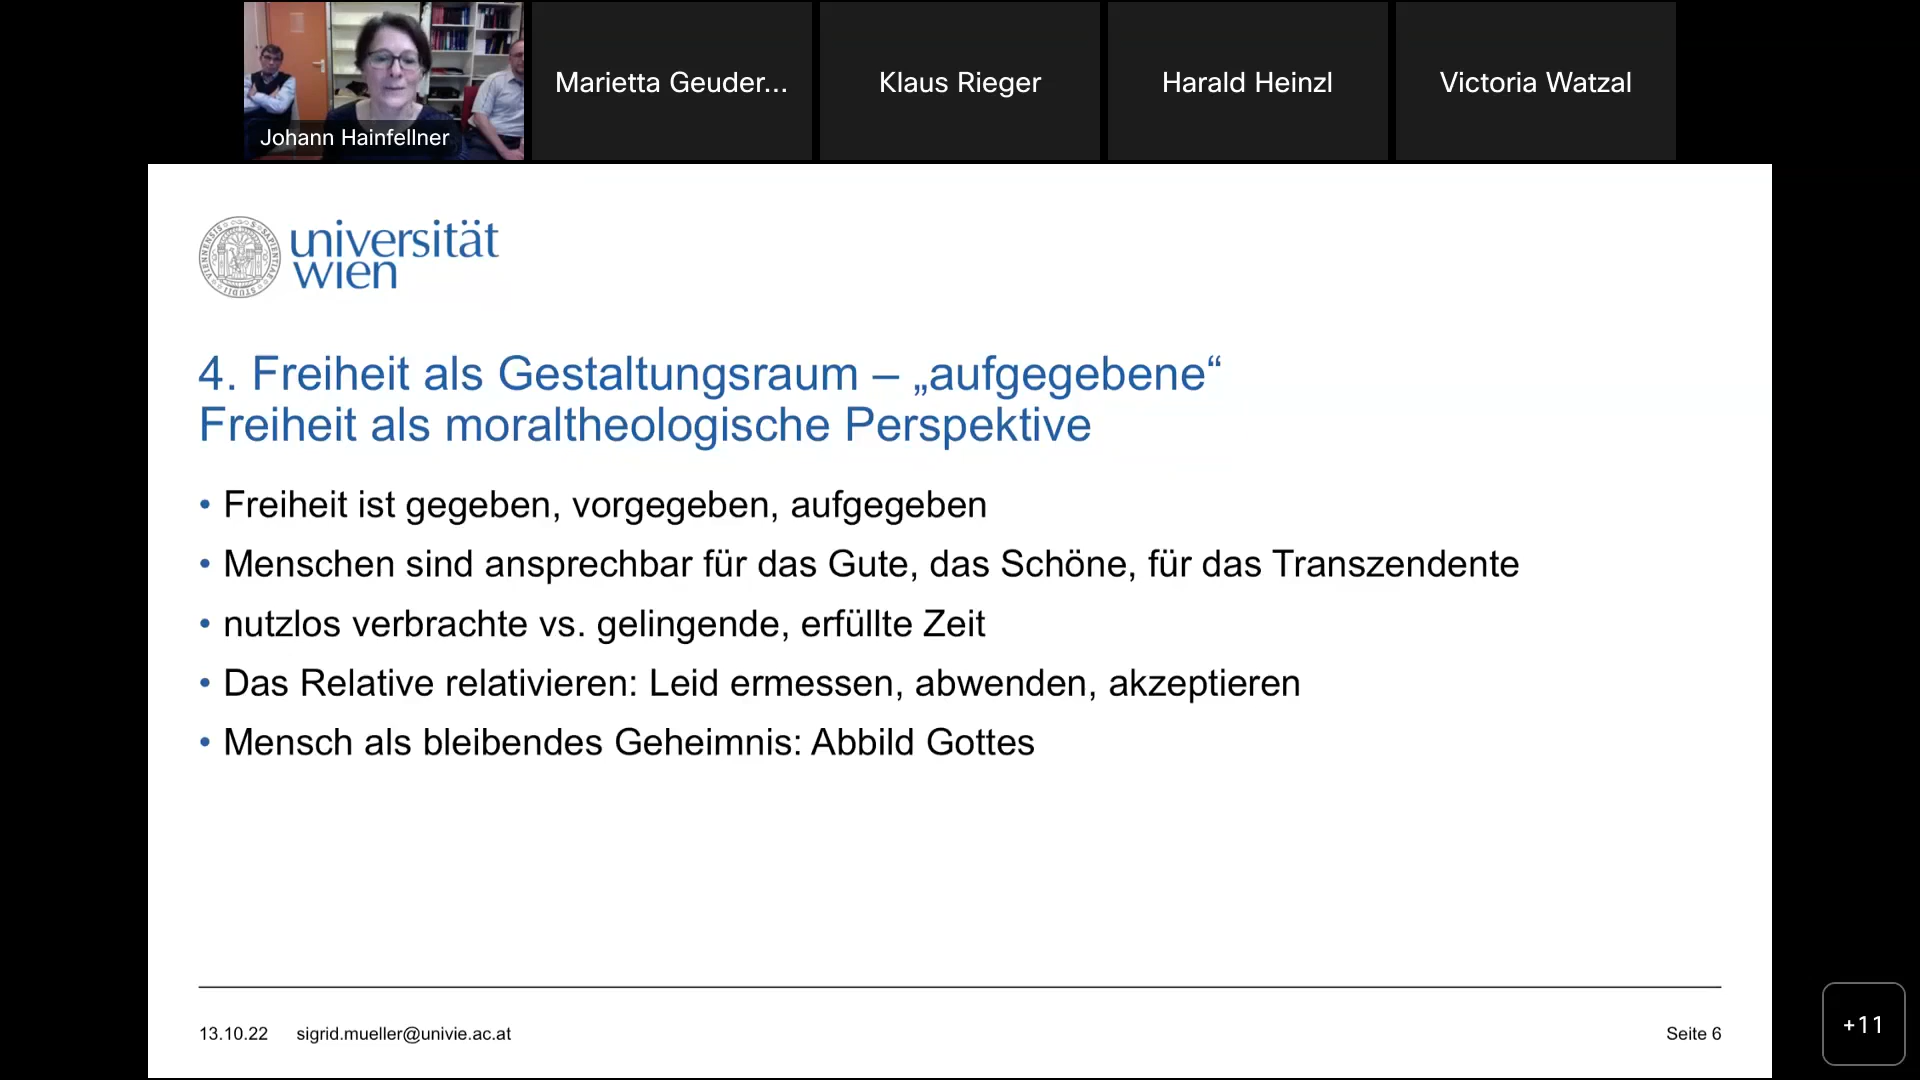 Johann Hainfellner
Marietta Geuder...
Klaus Rieger
Harald Heinzl
Victoria Watzal
universität
wien
4. Freiheit als Gestaltungsraum – „aufgegebene“
Freiheit als moraltheologische Perspektive
• Freiheit ist gegeben, vorgegeben, aufgegeben
• Menschen sind ansprechbar für das Gute, das Schöne, für das Transzendente
• nutzlos verbrachte vs. gelingende, erfüllte Zeit
• Das Relative relativieren: Leid ermessen, abwenden, akzeptieren
• Mensch als bleibendes Geheimnis: Abbild Gottes
13.10.22 sigrid.mueller@univie.ac.at
Seite 6
+11